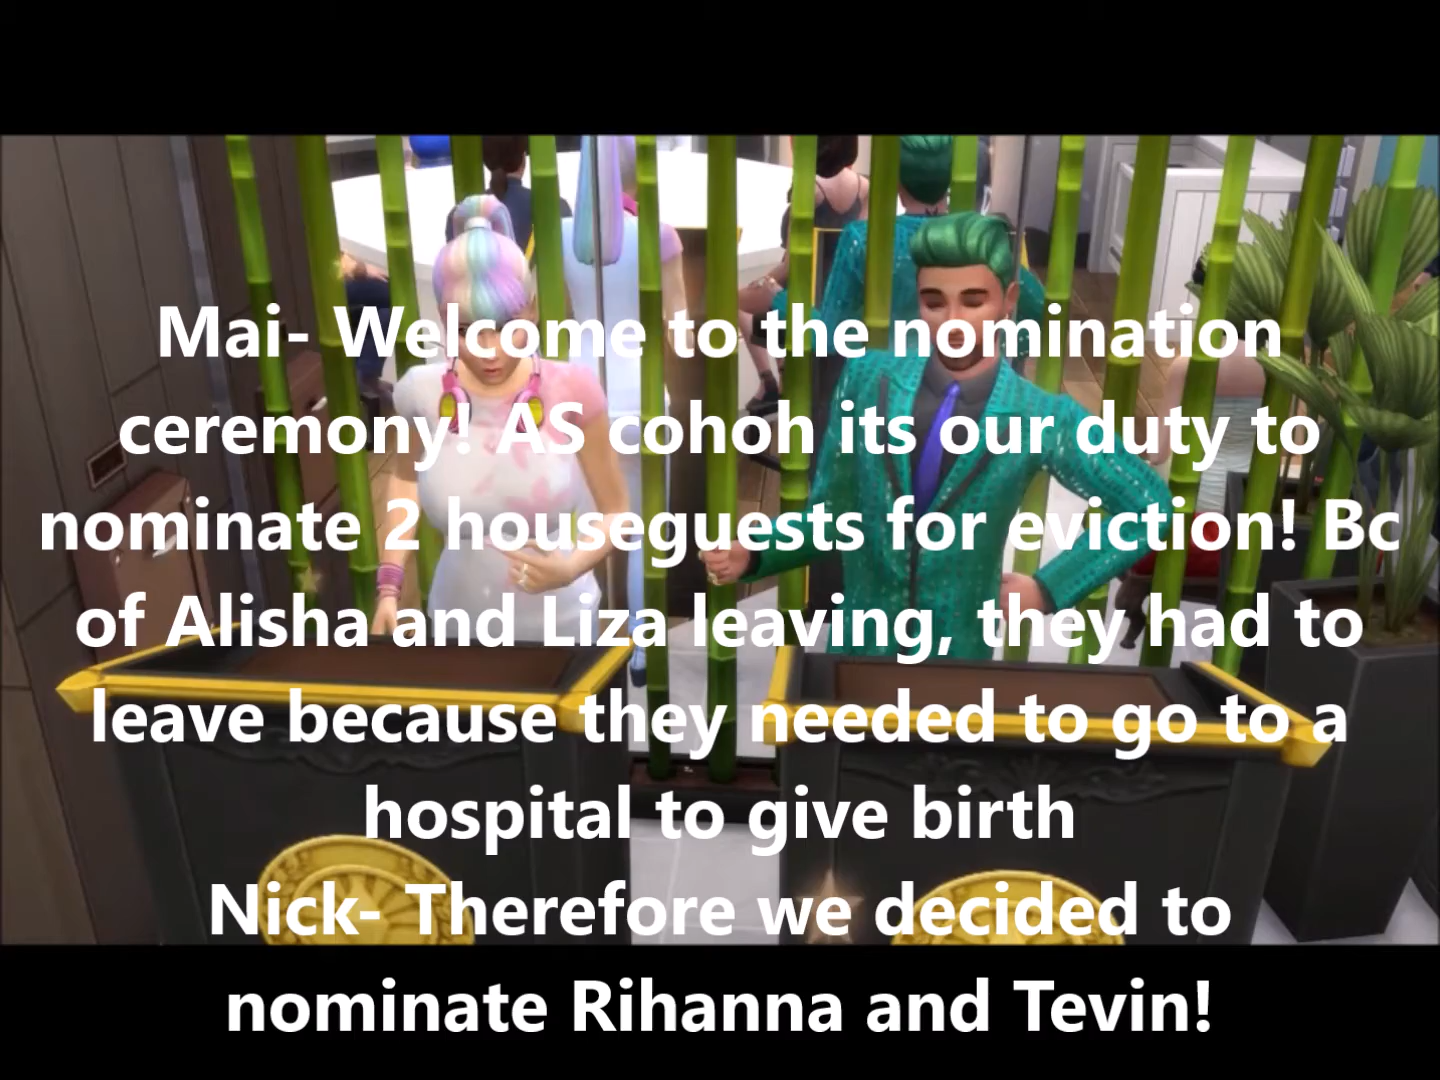 Mai- Welcome to the nomination
ceremony! AS cohoh its our duty to
nominate 2 houseguests for eviction! Bc
of Alisha and Liza leaving, they had to
leave because they needed to go to a
hospital to give birth
Nick- Therefore we decided to
nominate Rihanna and Tevin!